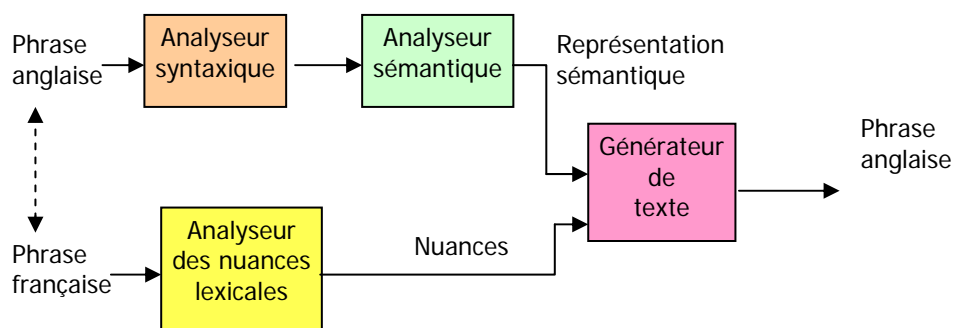 Phrase
anglaise
Analyseur
syntaxique
Analyseur
sémantique
Représentation
sémantique
Générateur
de
texte
Phrase
anglaise
Phrase
française
Analyseur
des nuances
lexicales
Nuances